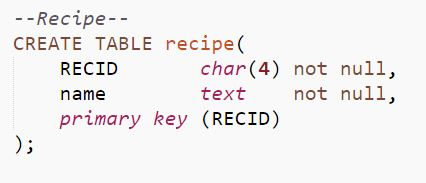 --Recipe--
CREATE TABLE recipe(
    RECID       char(4) not null,
    name        text    not null,
    primary key (RECID)
);